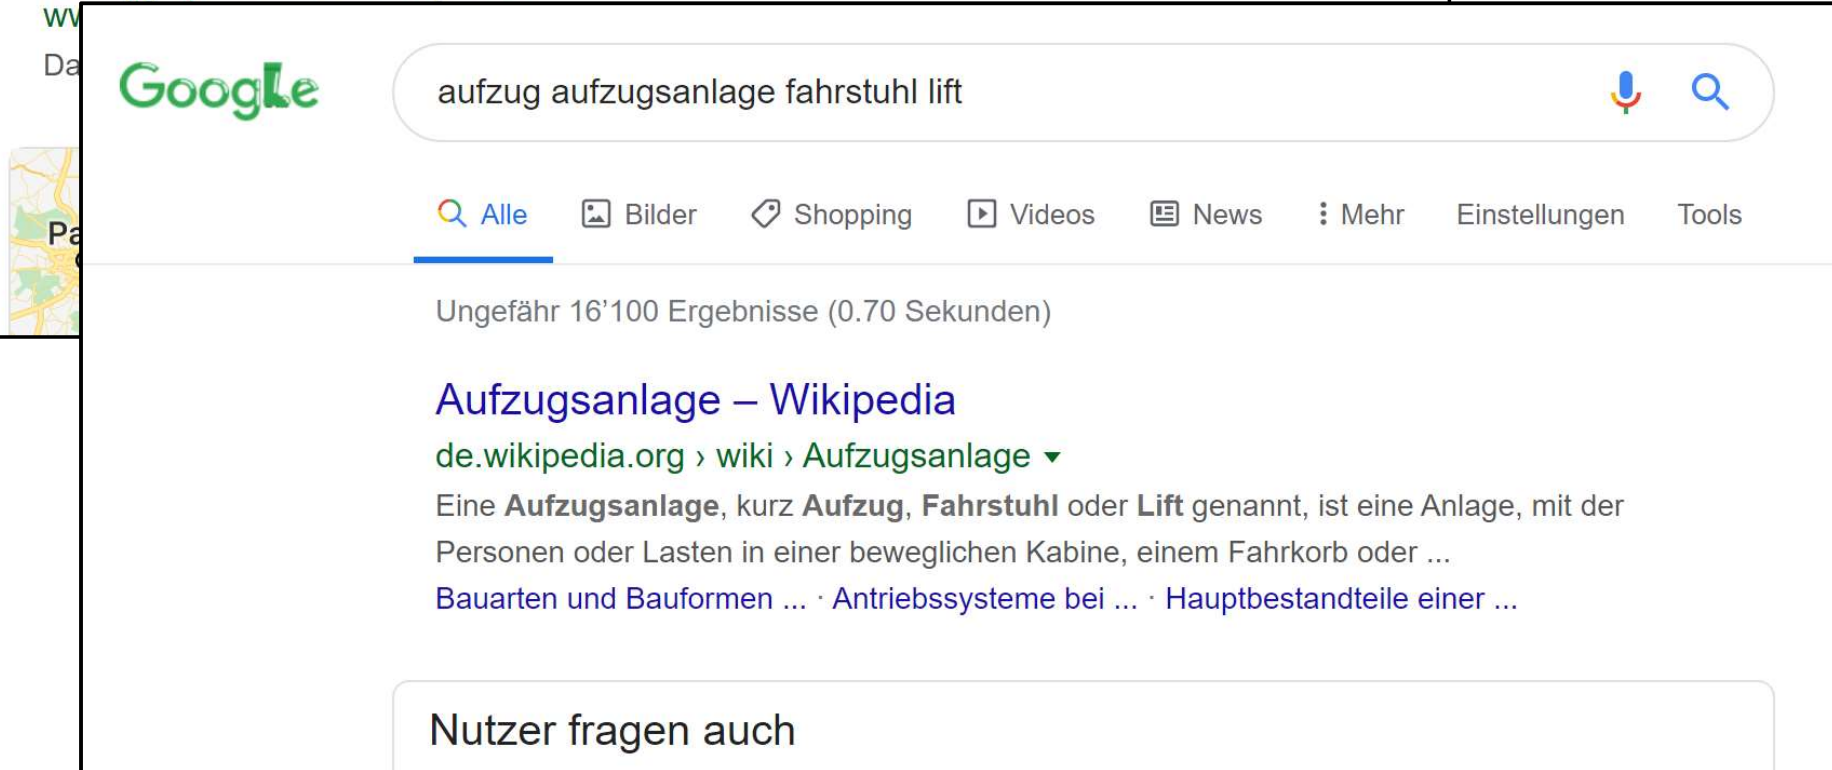 Google
aufzug aufzugsanlage fahrstuhl lift
Alle Bilder Shopping Videos News Mehr Einstellungen Tools
Ungefähr 16’100 Ergebnisse (0.70 Sekunden)
Aufzugsanlage – Wikipedia
de.wikipedia.org › wiki › Aufzugsanlage
Eine Aufzugsanlage, kurz Aufzug, Fahrstuhl oder Lift genannt, ist eine Anlage, mit der
Personen oder Lasten in einer beweglichen Kabine, einem Fahrkorb oder ...
Bauarten und Bauformen ... · Antriebssysteme bei ... · Hauptbestandteile einer ...
Nutzer fragen auch